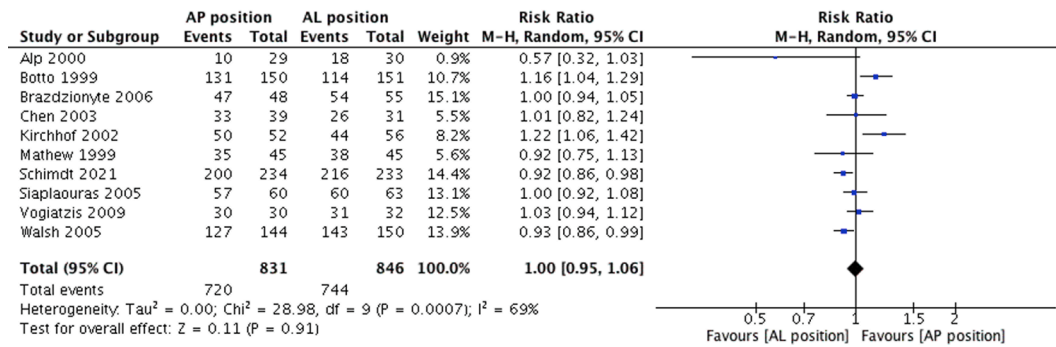 AP position AL position Risk Ratio Risk Ratio
Study or Subgroup Events Total Events Total Weight M-H, Random, 95% CI M-H, Random, 95% CI
Alp 2000 10 29 18 30 0.9% 0.57 [0.32, 1.03]
Botto 1999 131 150 114 151 10.7% 1.16 [1.04, 1.29]
Brazdzionyte 2006 47 48 54 55 15.1% 1.00 [0.94, 1.05]
Chen 2003 33 39 26 31 5.5% 1.01 [0.82, 1.24]
Kirchhof 2002 50 52 44 56 8.2% 1.22 [1.06, 1.42]
Mathew 1999 35 45 38 45 5.6% 0.92 [0.75, 1.13]
Schimdt 2021 200 234 216 233 14.4% 0.92 [0.86, 0.98]
Siaplaouras 2005 57 60 60 63 13.1% 1.00 [0.92, 1.08]
Vogiatzis 2009 30 30 31 32 12.5% 1.03 [0.94, 1.12]
Walsh 2005 127 144 143 150 13.9% 0.93 [0.86, 0.99]
Total (95% CI) 831 846 100.0% 1.00 [0.95, 1.06]
Total events 720 744
Heterogeneity: Tau² = 0.00; Chi² = 28.98, df = 9 (P = 0.0007); I² = 69%
Test for overall effect: Z = 0.11 (P = 0.91)
0.5 0.7 1 1.5 2
Favours [AL position] Favours [AP position]